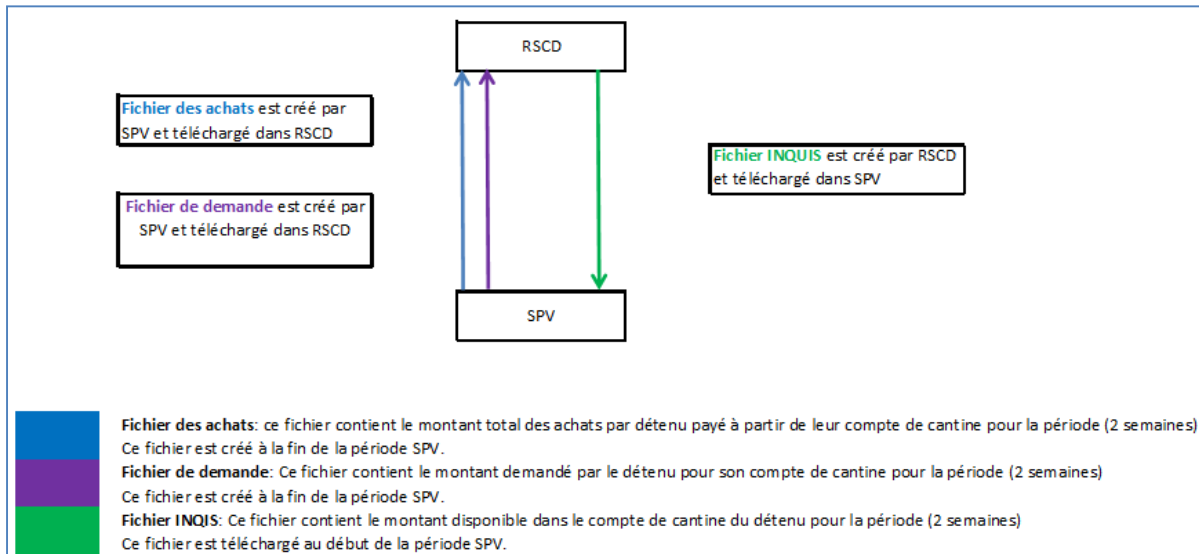 RSCD
Fichier des achats est créé par
SPV et téléchargé dans RSCD
Fichier de demande est créé par
SPV et téléchargé dans RSCD
Fichier INQUIS est créé par RSCD
et téléchargé dans SPV
SPV
Fichier des achats: ce fichier contient le montant total des achats par détenu payé à partir de leur compte de cantine pour la période (2 semaines)
Ce fichier est créé à la fin de la période SPV.
Fichier de demande: Ce fichier contient le montant demandé par le détenu pour son compte de cantine pour la période (2 semaines)
Ce fichier est créé à la fin de la période SPV.
Fichier INQIS: Ce fichier contient le montant disponible dans le compte de cantine du détenu pour la période (2 semaines)
Ce fichier est téléchargé au début de la période SPV.